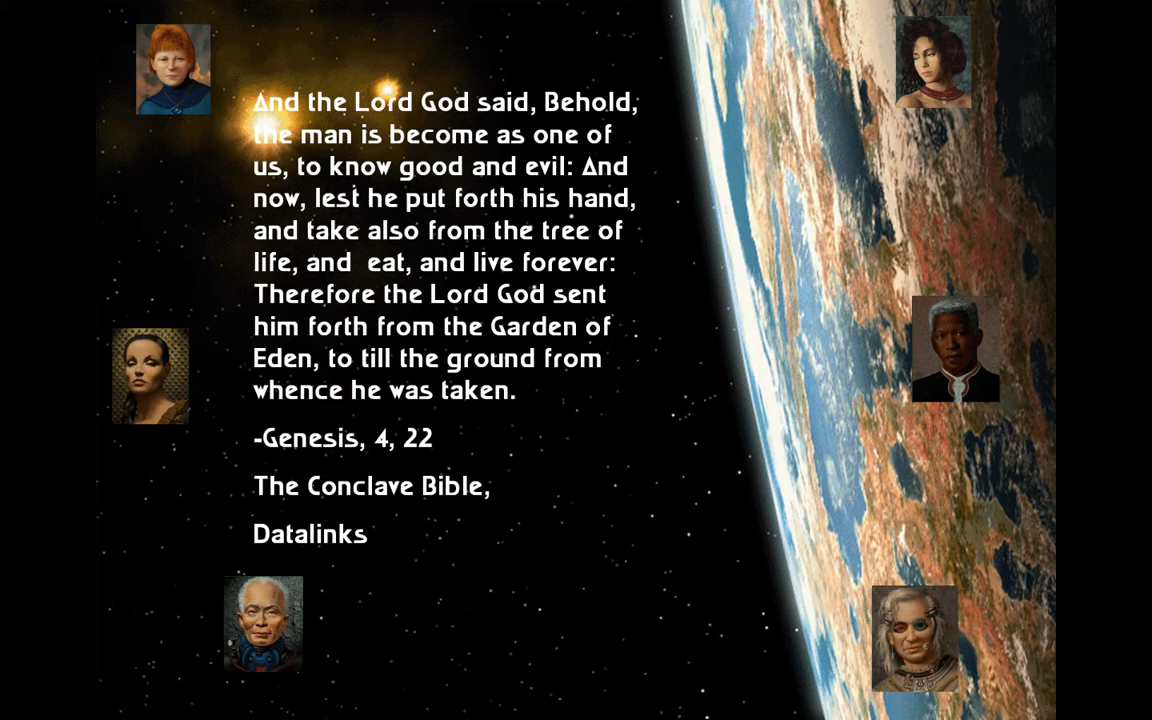 And the Lord God said, Behold,
the man is become as one of
us, to know good and evil: And
now, lest he put forth his hand,
and take also from the tree of
life, and  eat, and live forever:
Therefore the Lord God sent
him forth from the Garden of
Eden, to till the ground from
whence he was taken.
-Genesis, 4, 22
The Conclave Bible,
Datalinks